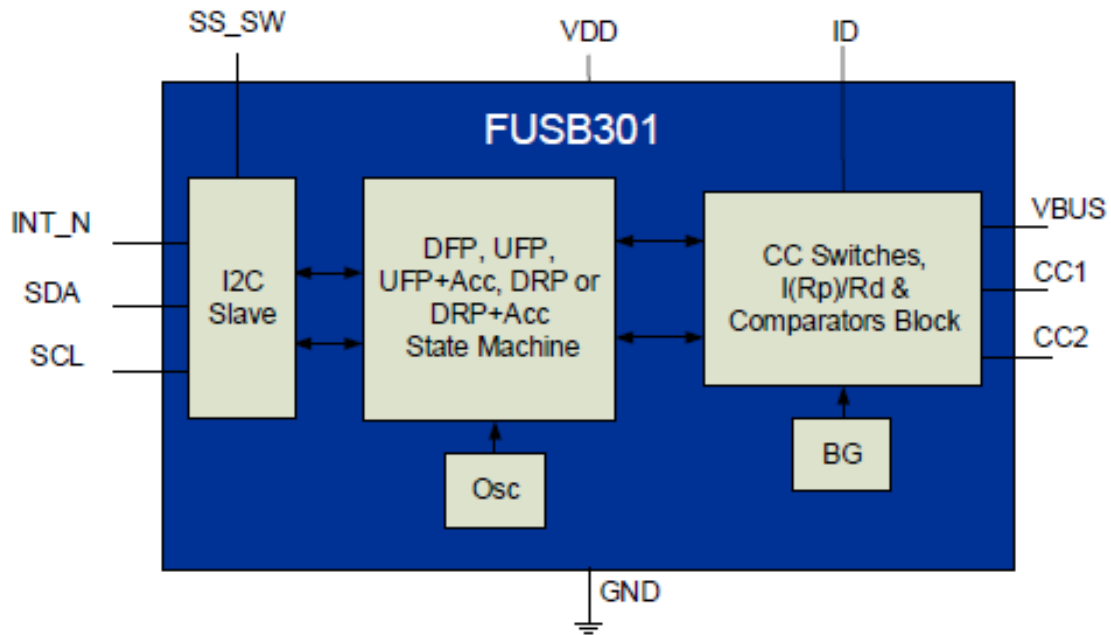 SS_SW
VDD
ID
FUSB301
INT_N
SDA
SCL
I2C
Slave
DFP, UFP,
UFP+Acc, DRP or
DRP+Acc
State Machine
CC Switches,
I(Rp)/Rd &
Comparators Block
VBUS
CC1
CC2
Osc
BG
GND